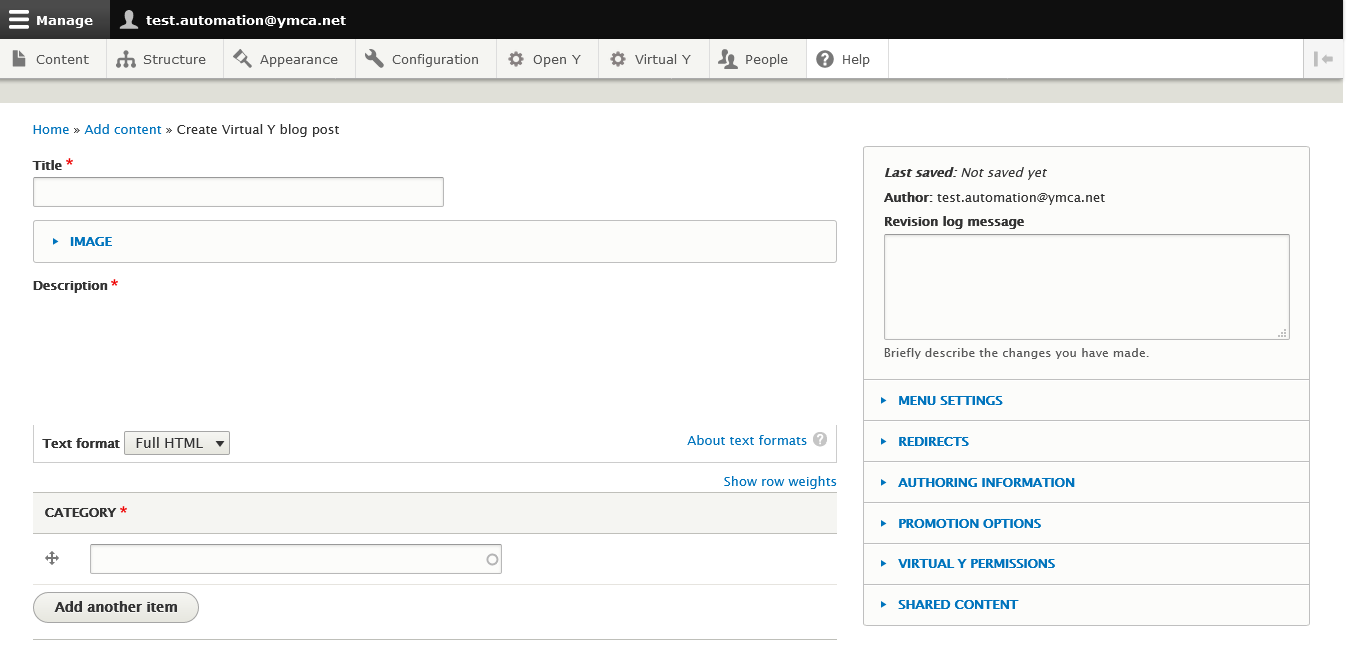 Manage test.automation@ymca.net
Content Structure Appearance Configuration Open Y Virtual Y People Help
Home » Add content » Create Virtual Y blog post
Title *
IMAGE
Description *
Text format Full HTML About text formats ?
Show row weights
CATEGORY *
Add another item
Last saved: Not saved yet
Author: test.automation@ymca.net
Revision log message
Briefly describe the changes you have made.
MENU SETTINGS
REDIRECTS
AUTHORING INFORMATION
PROMOTION OPTIONS
VIRTUAL Y PERMISSIONS
SHARED CONTENT